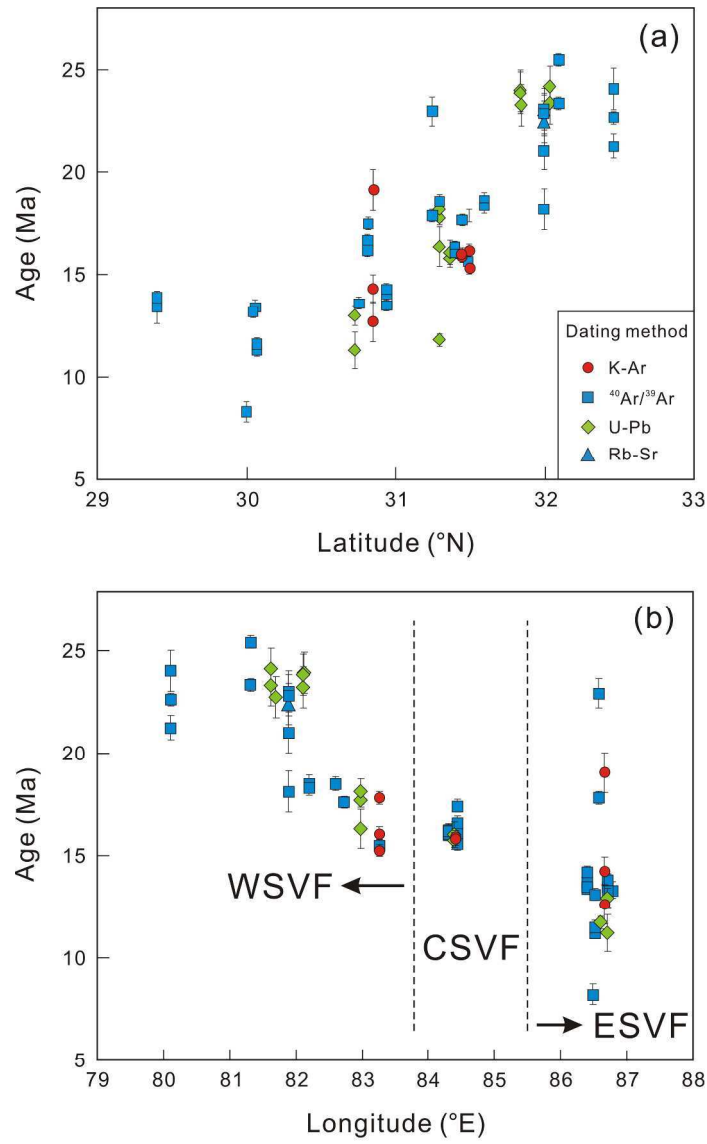 (a)
25
20
15
10
5
Age (Ma)
Dating method
K-Ar
⁴⁰Ar/³⁹Ar
U-Pb
Rb-Sr
29 30 31 32 33
Latitude (°N)
(b)
25
20
15
10
5
Age (Ma)
WSVF
CSVF
ESVF
79 80 81 82 83 84 85 86 87 88
Longitude (°E)